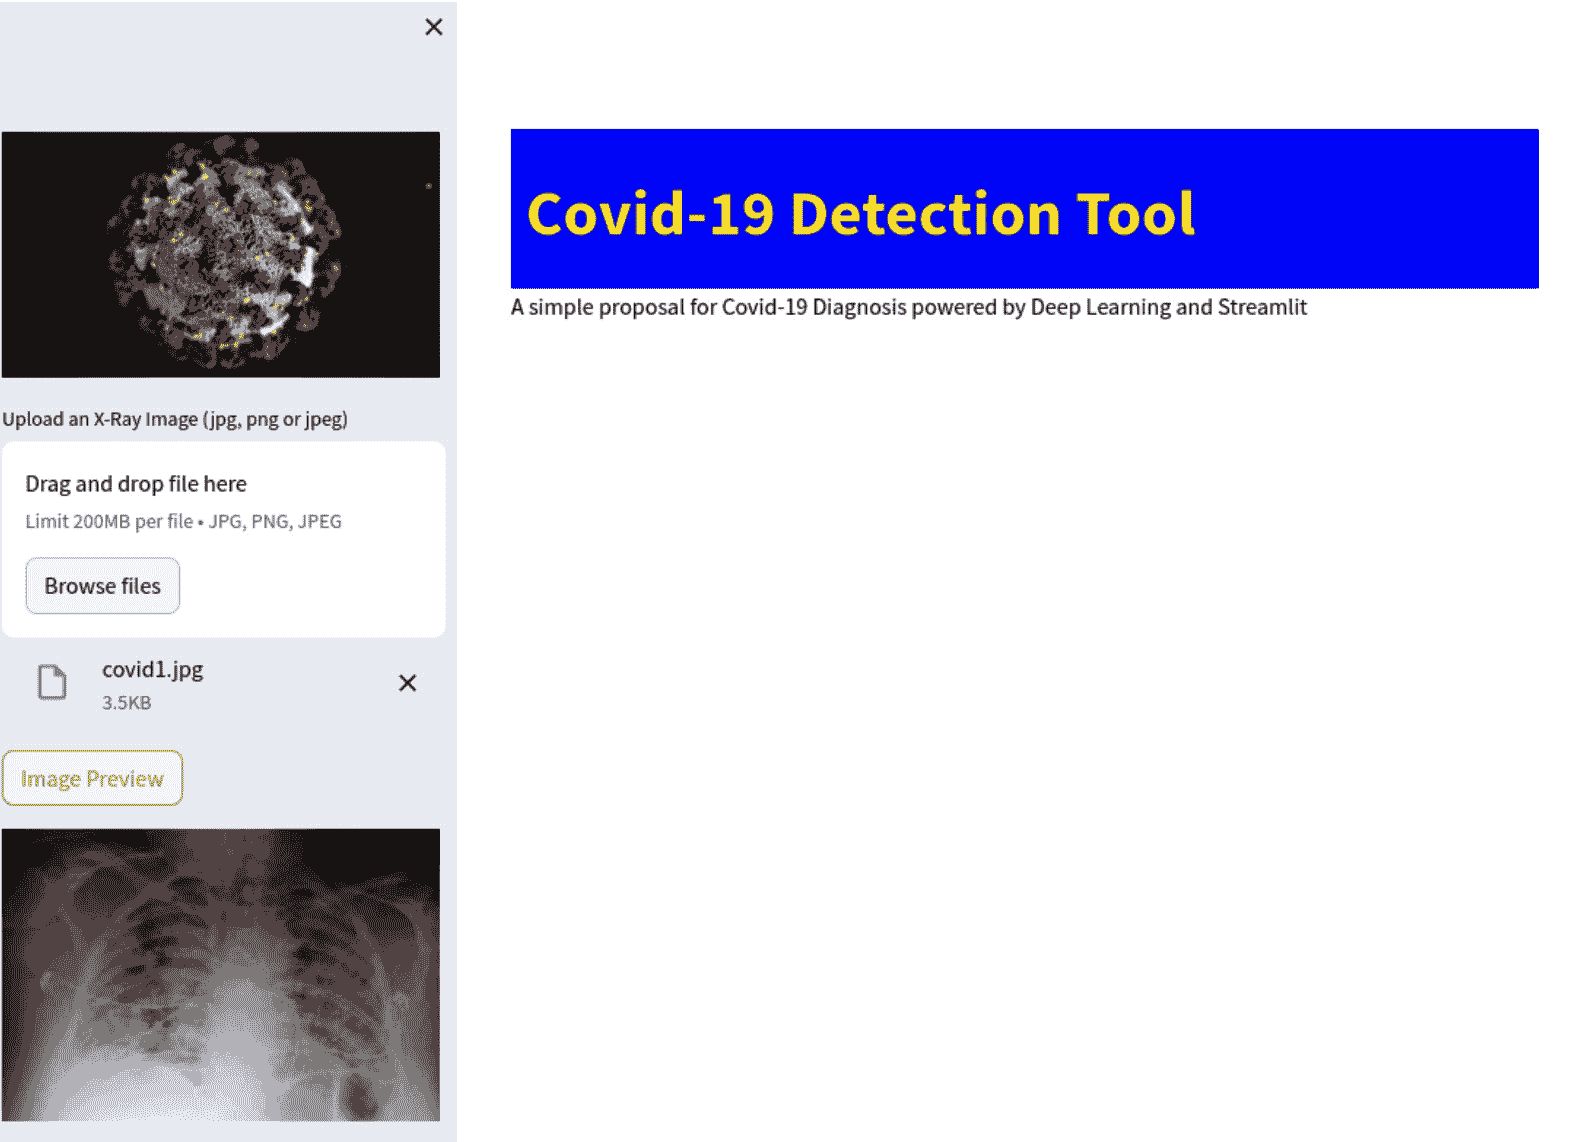 Covid-19 Detection Tool
A simple proposal for Covid-19 Diagnosis powered by Deep Learning and Streamlit
Upload an X-Ray Image (jpg, png or jpeg)
Drag and drop file here
Limit 200MB per file • JPG, PNG, JPEG
Browse files
covid1.jpg
3.5KB
Image Preview